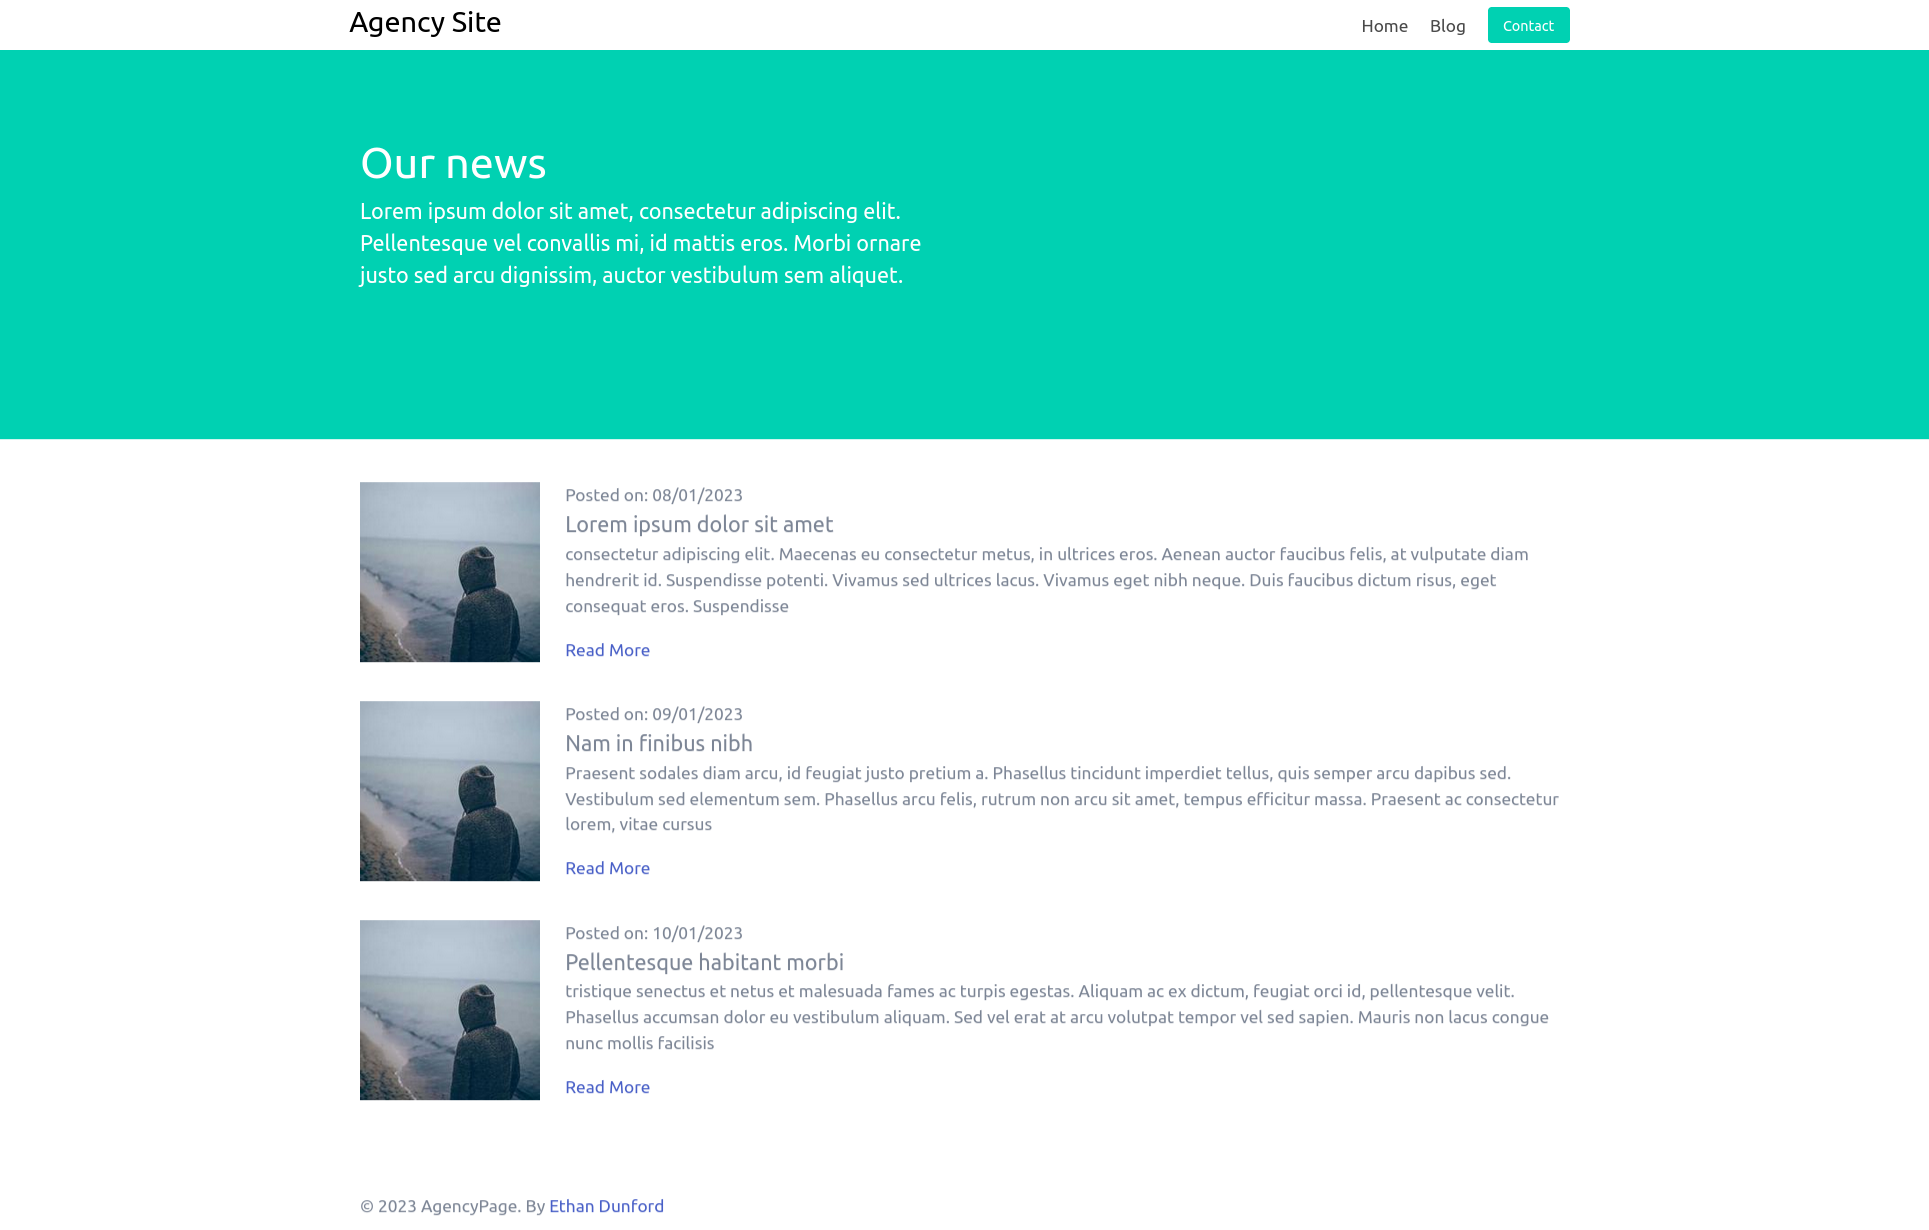 Agency Site
Home
Blog
Contact
Our news
Lorem ipsum dolor sit amet, consectetur adipiscing elit.
Pellentesque vel convallis mi, id mattis eros. Morbi ornare
justo sed arcu dignissim, auctor vestibulum sem aliquet.
Posted on: 08/01/2023
Lorem ipsum dolor sit amet
consectetur adipiscing elit. Maecenas eu consectetur metus, in ultrices eros. Aenean auctor faucibus felis, at vulputate diam
hendrerit id. Suspendisse potenti. Vivamus sed ultrices lacus. Vivamus eget nibh neque. Duis faucibus dictum risus, eget
consequat eros. Suspendisse
Read More
Posted on: 09/01/2023
Nam in finibus nibh
Praesent sodales diam arcu, id feugiat justo pretium a. Phasellus tincidunt imperdiet tellus, quis semper arcu dapibus sed.
Vestibulum sed elementum sem. Phasellus arcu felis, rutrum non arcu sit amet, tempus efficitur massa. Praesent ac consectetur
lorem, vitae cursus
Read More
Posted on: 10/01/2023
Pellentesque habitant morbi
tristique senectus et netus et malesuada fames ac turpis egestas. Aliquam ac ex dictum, feugiat orci id, pellentesque velit.
Phasellus accumsan dolor eu vestibulum aliquam. Sed vel erat at arcu volutpat tempor vel sed sapien. Mauris non lacus congue
nunc mollis facilisis
Read More
© 2023 AgencyPage. By Ethan Dunford